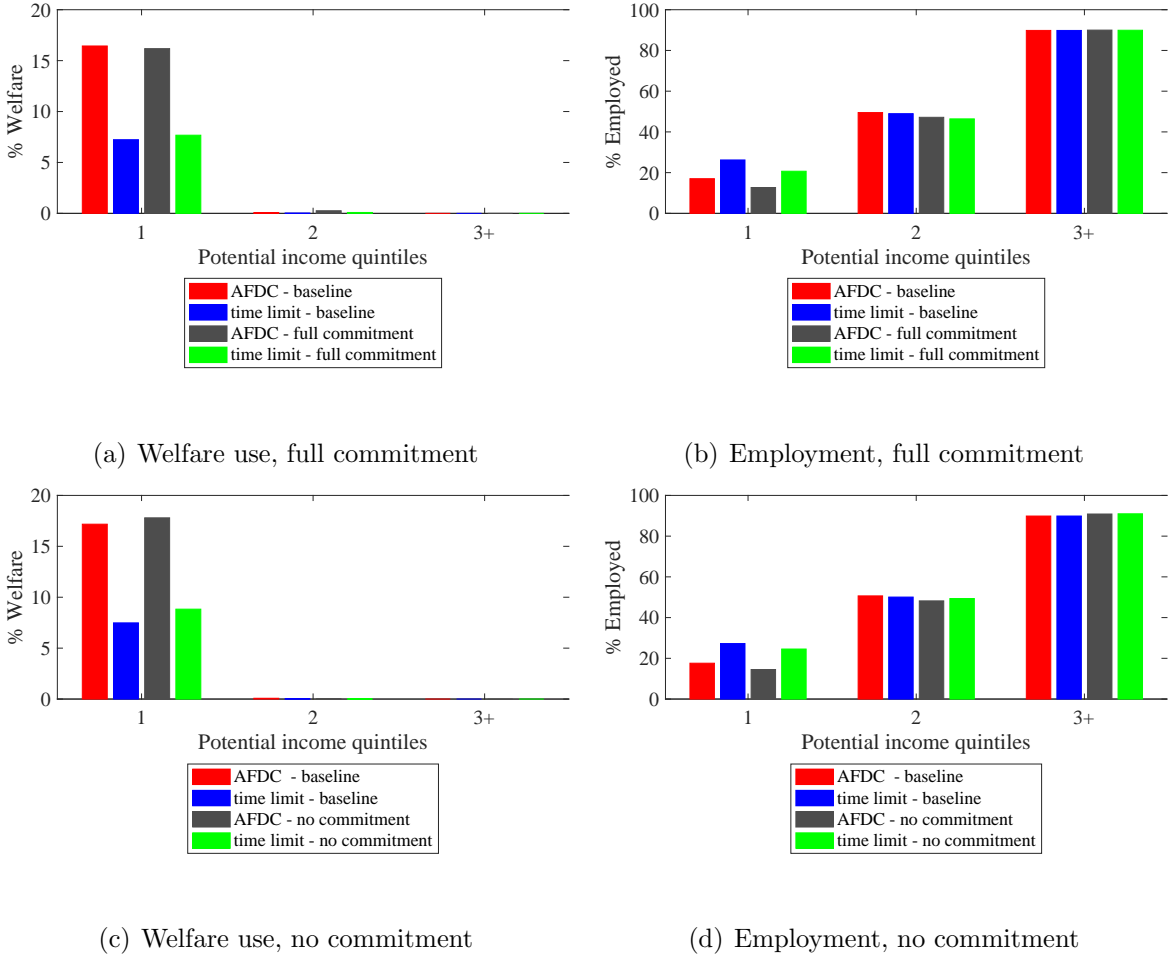 20
15
10
5
0
% Welfare
1 2 3+
Potential income quintiles
AFDC - baseline
time limit - baseline
AFDC - full commitment
time limit - full commitment
(a) Welfare use, full commitment
100
80
60
40
20
0
% Employed
1 2 3+
Potential income quintiles
AFDC - baseline
time limit - baseline
AFDC - full commitment
time limit - full commitment
(b) Employment, full commitment
20
15
10
5
0
% Welfare
1 2 3+
Potential income quintiles
AFDC - baseline
time limit - baseline
AFDC - no commitment
time limit - no commitment
(c) Welfare use, no commitment
100
80
60
40
20
0
% Employed
1 2 3+
Potential income quintiles
AFDC - baseline
time limit - baseline
AFDC - no commitment
time limit - no commitment
(d) Employment, no commitment